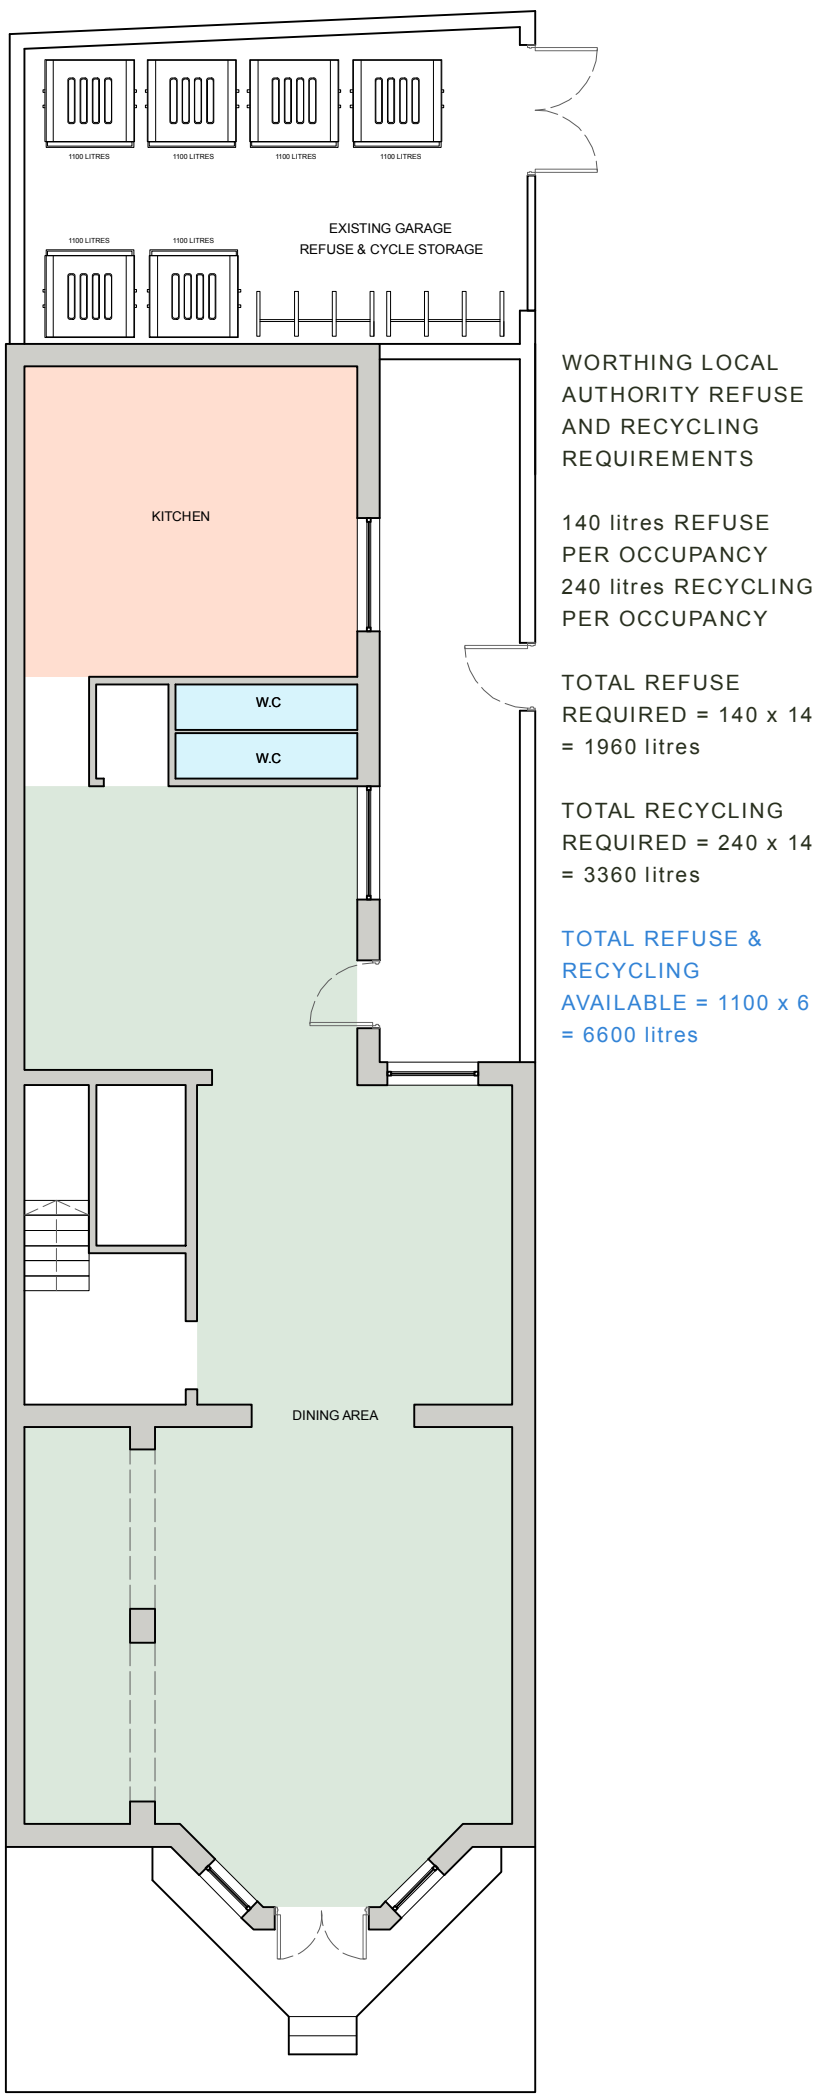 1100 LITRES
1100 LITRES
1100 LITRES
1100 LITRES
EXISTING GARAGE
REFUSE & CYCLE STORAGE
1100 LITRES
1100 LITRES
WORTHING LOCAL
AUTHORITY REFUSE
AND RECYCLING
REQUIREMENTS
140 litres REFUSE
PER OCCUPANCY
240 litres RECYCLING
PER OCCUPANCY
TOTAL REFUSE
REQUIRED = 140 x 14
= 1960 litres
TOTAL RECYCLING
REQUIRED = 240 x 14
= 3360 litres
TOTAL REFUSE &
RECYCLING
AVAILABLE = 1100 x 6
= 6600 litres
KITCHEN
W.C
W.C
DINING AREA